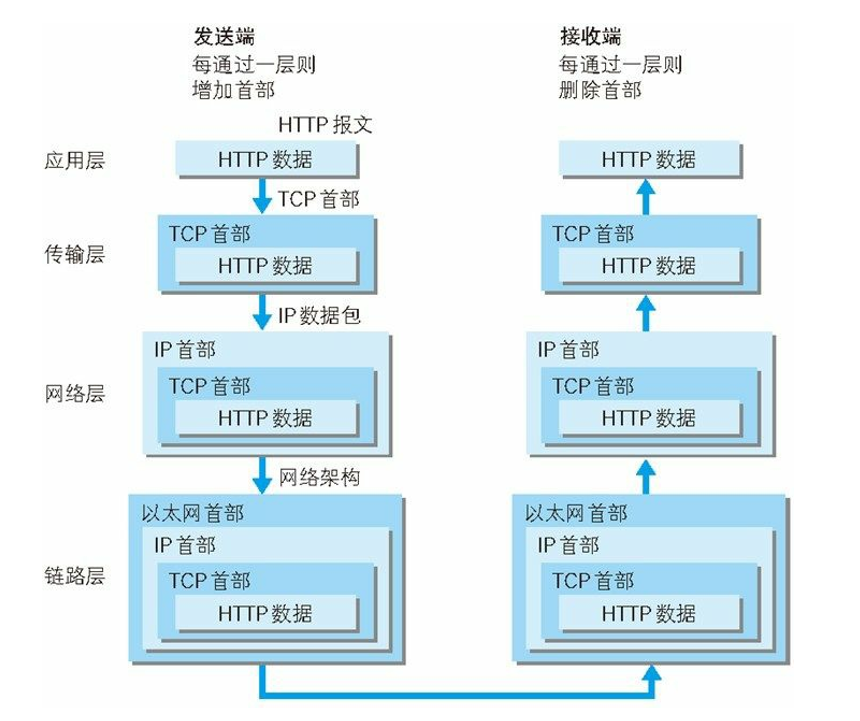 发送端
每通过一层则
增加首部
接收端
每通过一层则
删除首部
HTTP 报文
应用层
HTTP 数据
HTTP 数据
TCP 首部
传输层
TCP 首部
HTTP 数据
TCP 首部
HTTP 数据
IP 数据包
网络层
IP 首部
TCP 首部
HTTP 数据
IP 首部
TCP 首部
HTTP 数据
网络架构
链路层
以太网首部
IP 首部
TCP 首部
HTTP 数据
以太网首部
IP 首部
TCP 首部
HTTP 数据